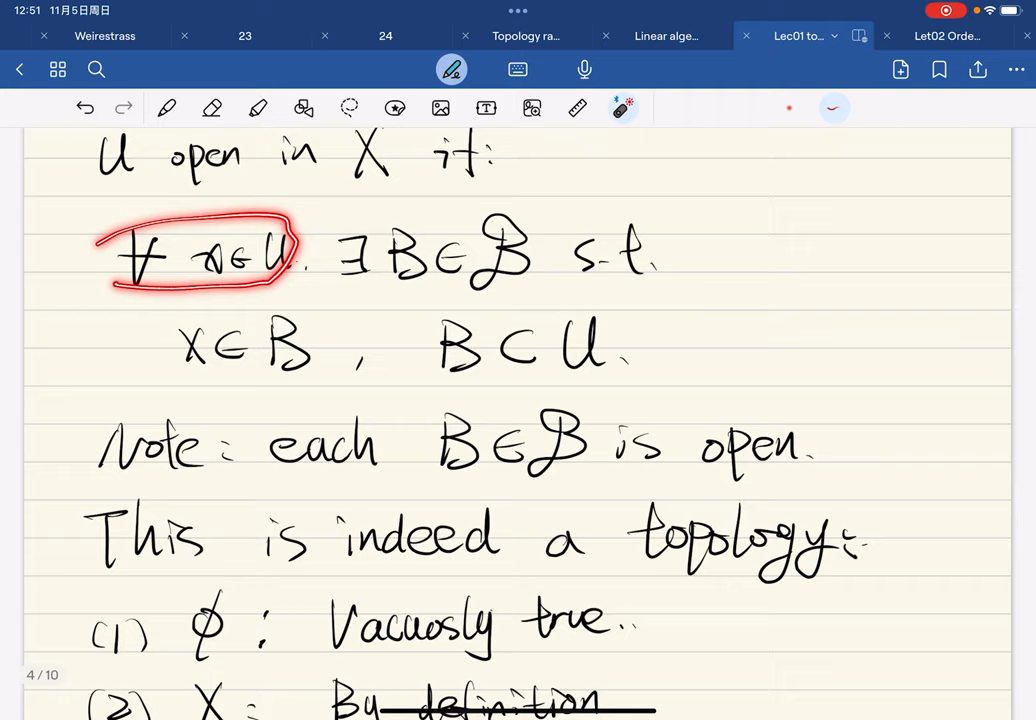 12:51 11月5日周日
Weirestrass
23
24
Topology ra...
Linear alge...
Lec01 to...
Let02 Orde...
U open in X if:
∀ x∈U. ∃ B∈ℬ s.t.
x∈B , B⊂U.
Note: each B∈ℬ is open.
This is indeed a topology:
(1) ∅ : Vacuosly true..
4 / 10
(2) X: By definition